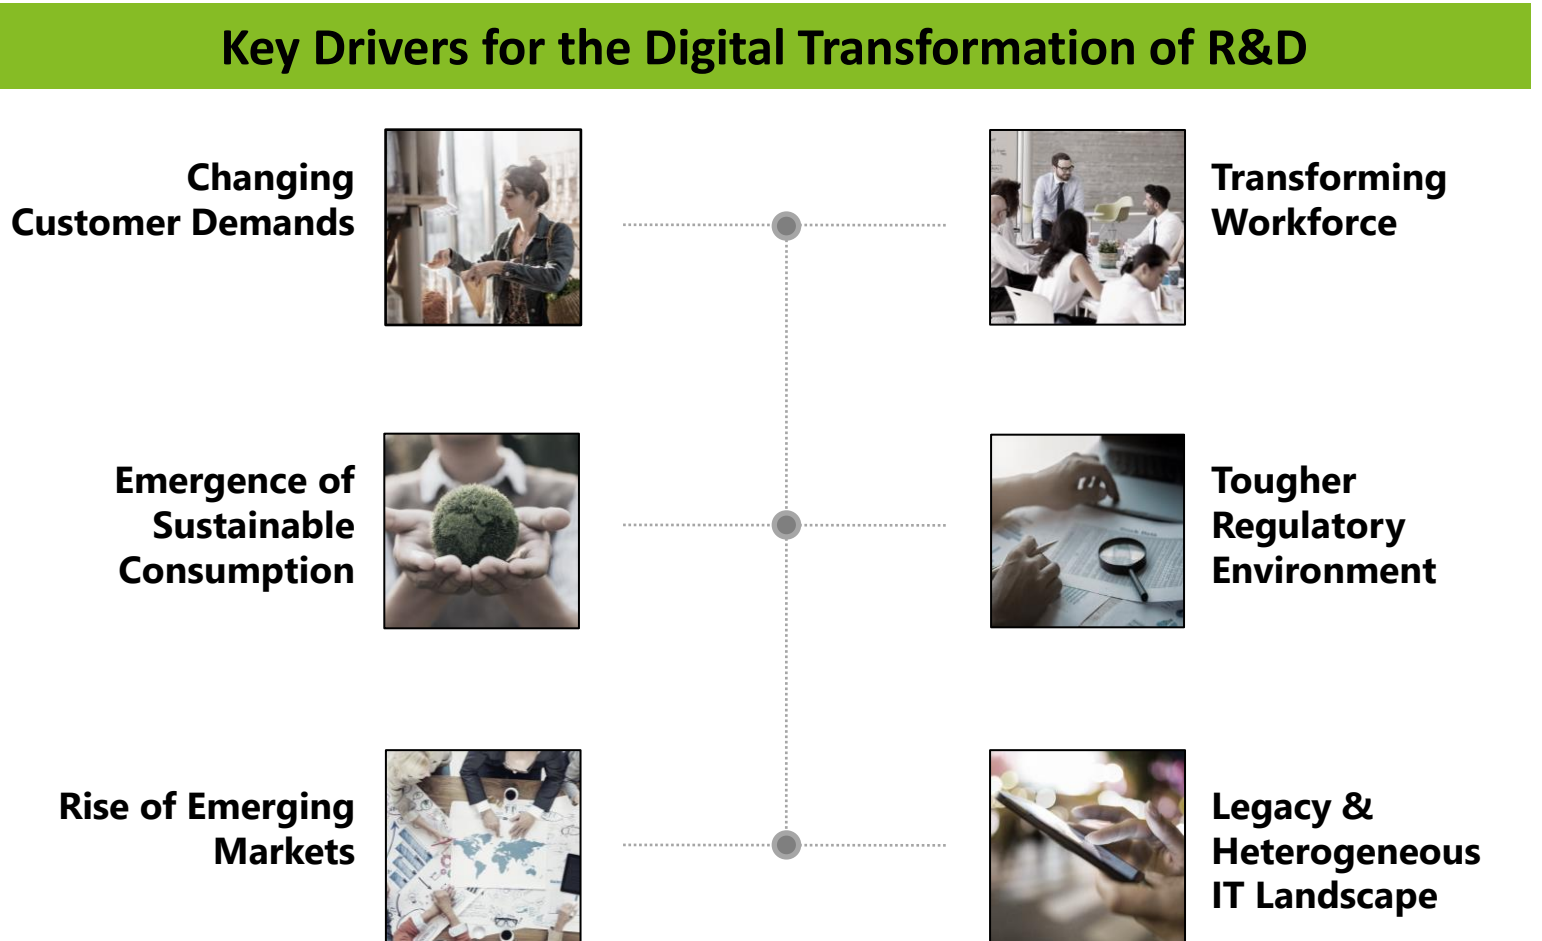 Key Drivers for the Digital Transformation of R&D
Changing
Customer Demands
Transforming
Workforce
Emergence of
Sustainable
Consumption
Tougher
Regulatory
Environment
Rise of Emerging
Markets
Legacy &
Heterogeneous
IT Landscape